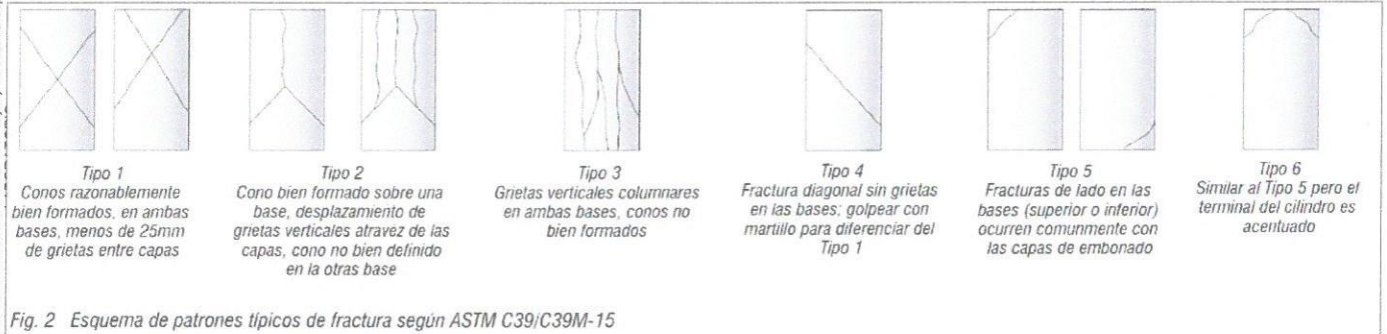 Tipo 1
Conos razonablemente
bien formados, en ambas
bases, menos de 25mm
de grietas entre capas
Tipo 2
Cono bien formado sobre una
base, desplazamiento de
grietas verticales atravez de las
capas, cono no bien definido
en la otras base
Tipo 3
Grietas verticales columnares
en ambas bases, conos no
bien formados
Tipo 4
Fractura diagonal sin grietas
en las bases; golpear con
martillo para diferenciar del
Tipo 1
Tipo 5
Fracturas de lado en las
bases (superior o inferior)
ocurren comunmente con
las capas de embonado
Tipo 6
Similar al Tipo 5 pero el
terminal del cilindro es
acentuado
Fig. 2 Esquema de patrones típicos de fractura según ASTM C39/C39M-15